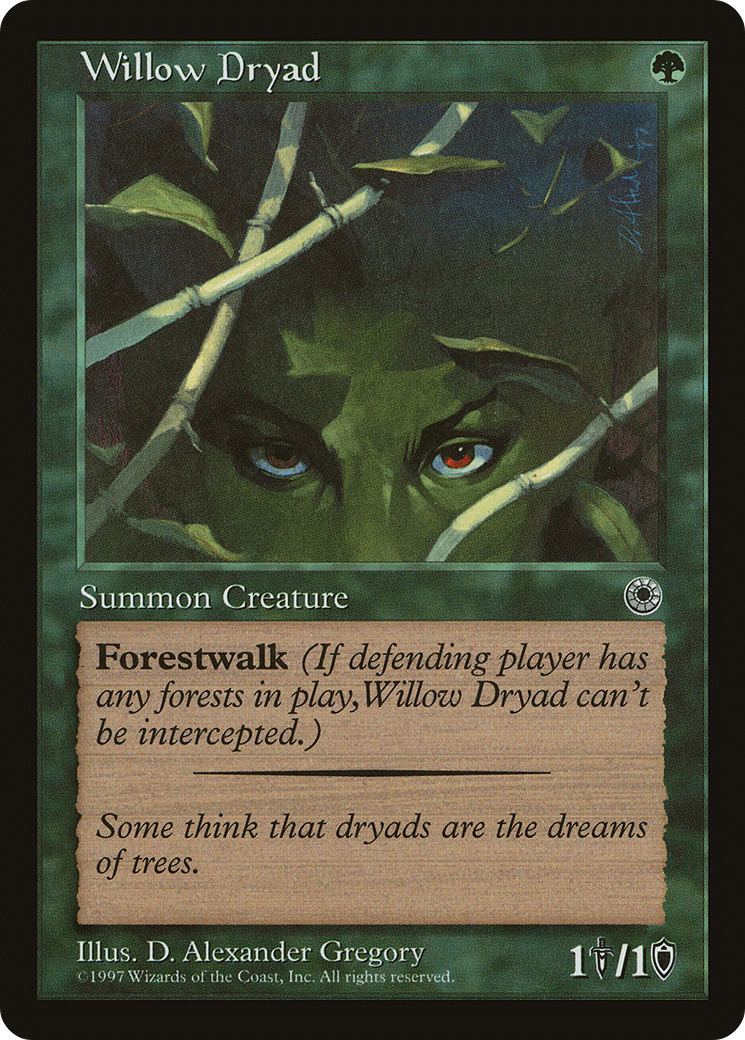 Willow Dryad
Summon Creature
Forestwalk (If defending player has
any forests in play, Willow Dryad can't
be intercepted.)
Some think that dryads are the dreams
of trees.
Illus. D. Alexander Gregory
©1997 Wizards of the Coast, Inc. All rights reserved.
1/1